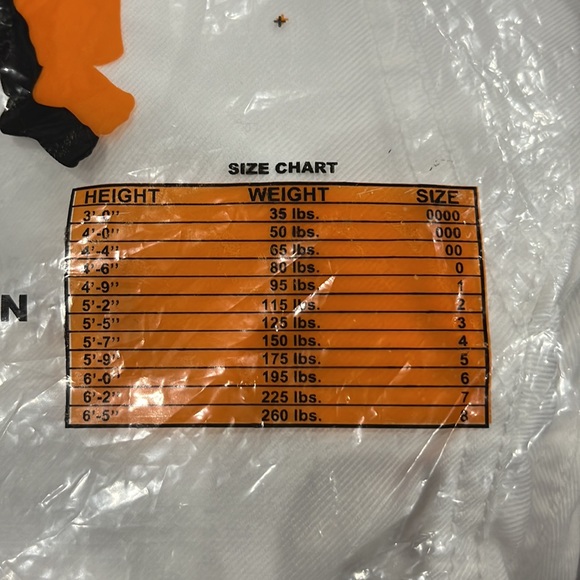 SIZE CHART
HEIGHT WEIGHT SIZE
3'-9" 35 lbs. 0000
4'-0" 50 lbs. 000
4'-4" 65 lbs. 00
4'-6" 80 lbs. 0
4'-9" 95 lbs. 1
5'-2" 115 lbs. 2
N
5'-5" 125 lbs. 3
5'-7" 150 lbs. 4
5'-9" 175 lbs. 5
6'-0" 195 lbs. 6
6'-2" 225 lbs. 7
6'-5" 260 lbs. 8